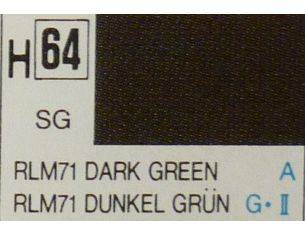 H 64
SG
RLM71 DARK GREEN A
RLM71 DUNKEL GRÜN G・Ⅱ